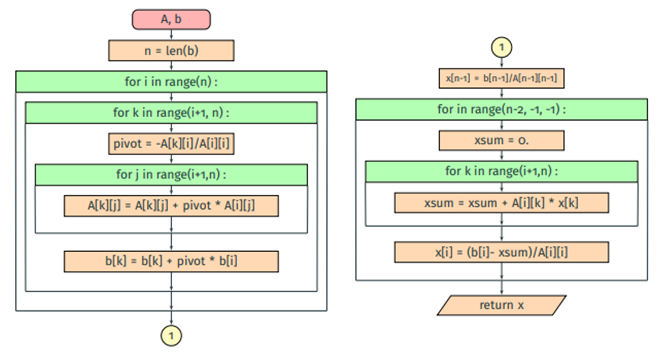 A, b
n = len(b)
for i in range(n) :
for k in range(i+1, n) :
pivot = -A[k][i]/A[i][i]
for j in range(i+1,n) :
A[k][j] = A[k][j] + pivot * A[i][j]
b[k] = b[k] + pivot * b[i]
1
1
x[n-1] = b[n-1]/A[n-1][n-1]
for in range(n-2, -1, -1) :
xsum = 0.
for k in range(i+1,n) :
xsum = xsum + A[i][k] * x[k]
x[i] = (b[i]- xsum)/A[i][i]
return x